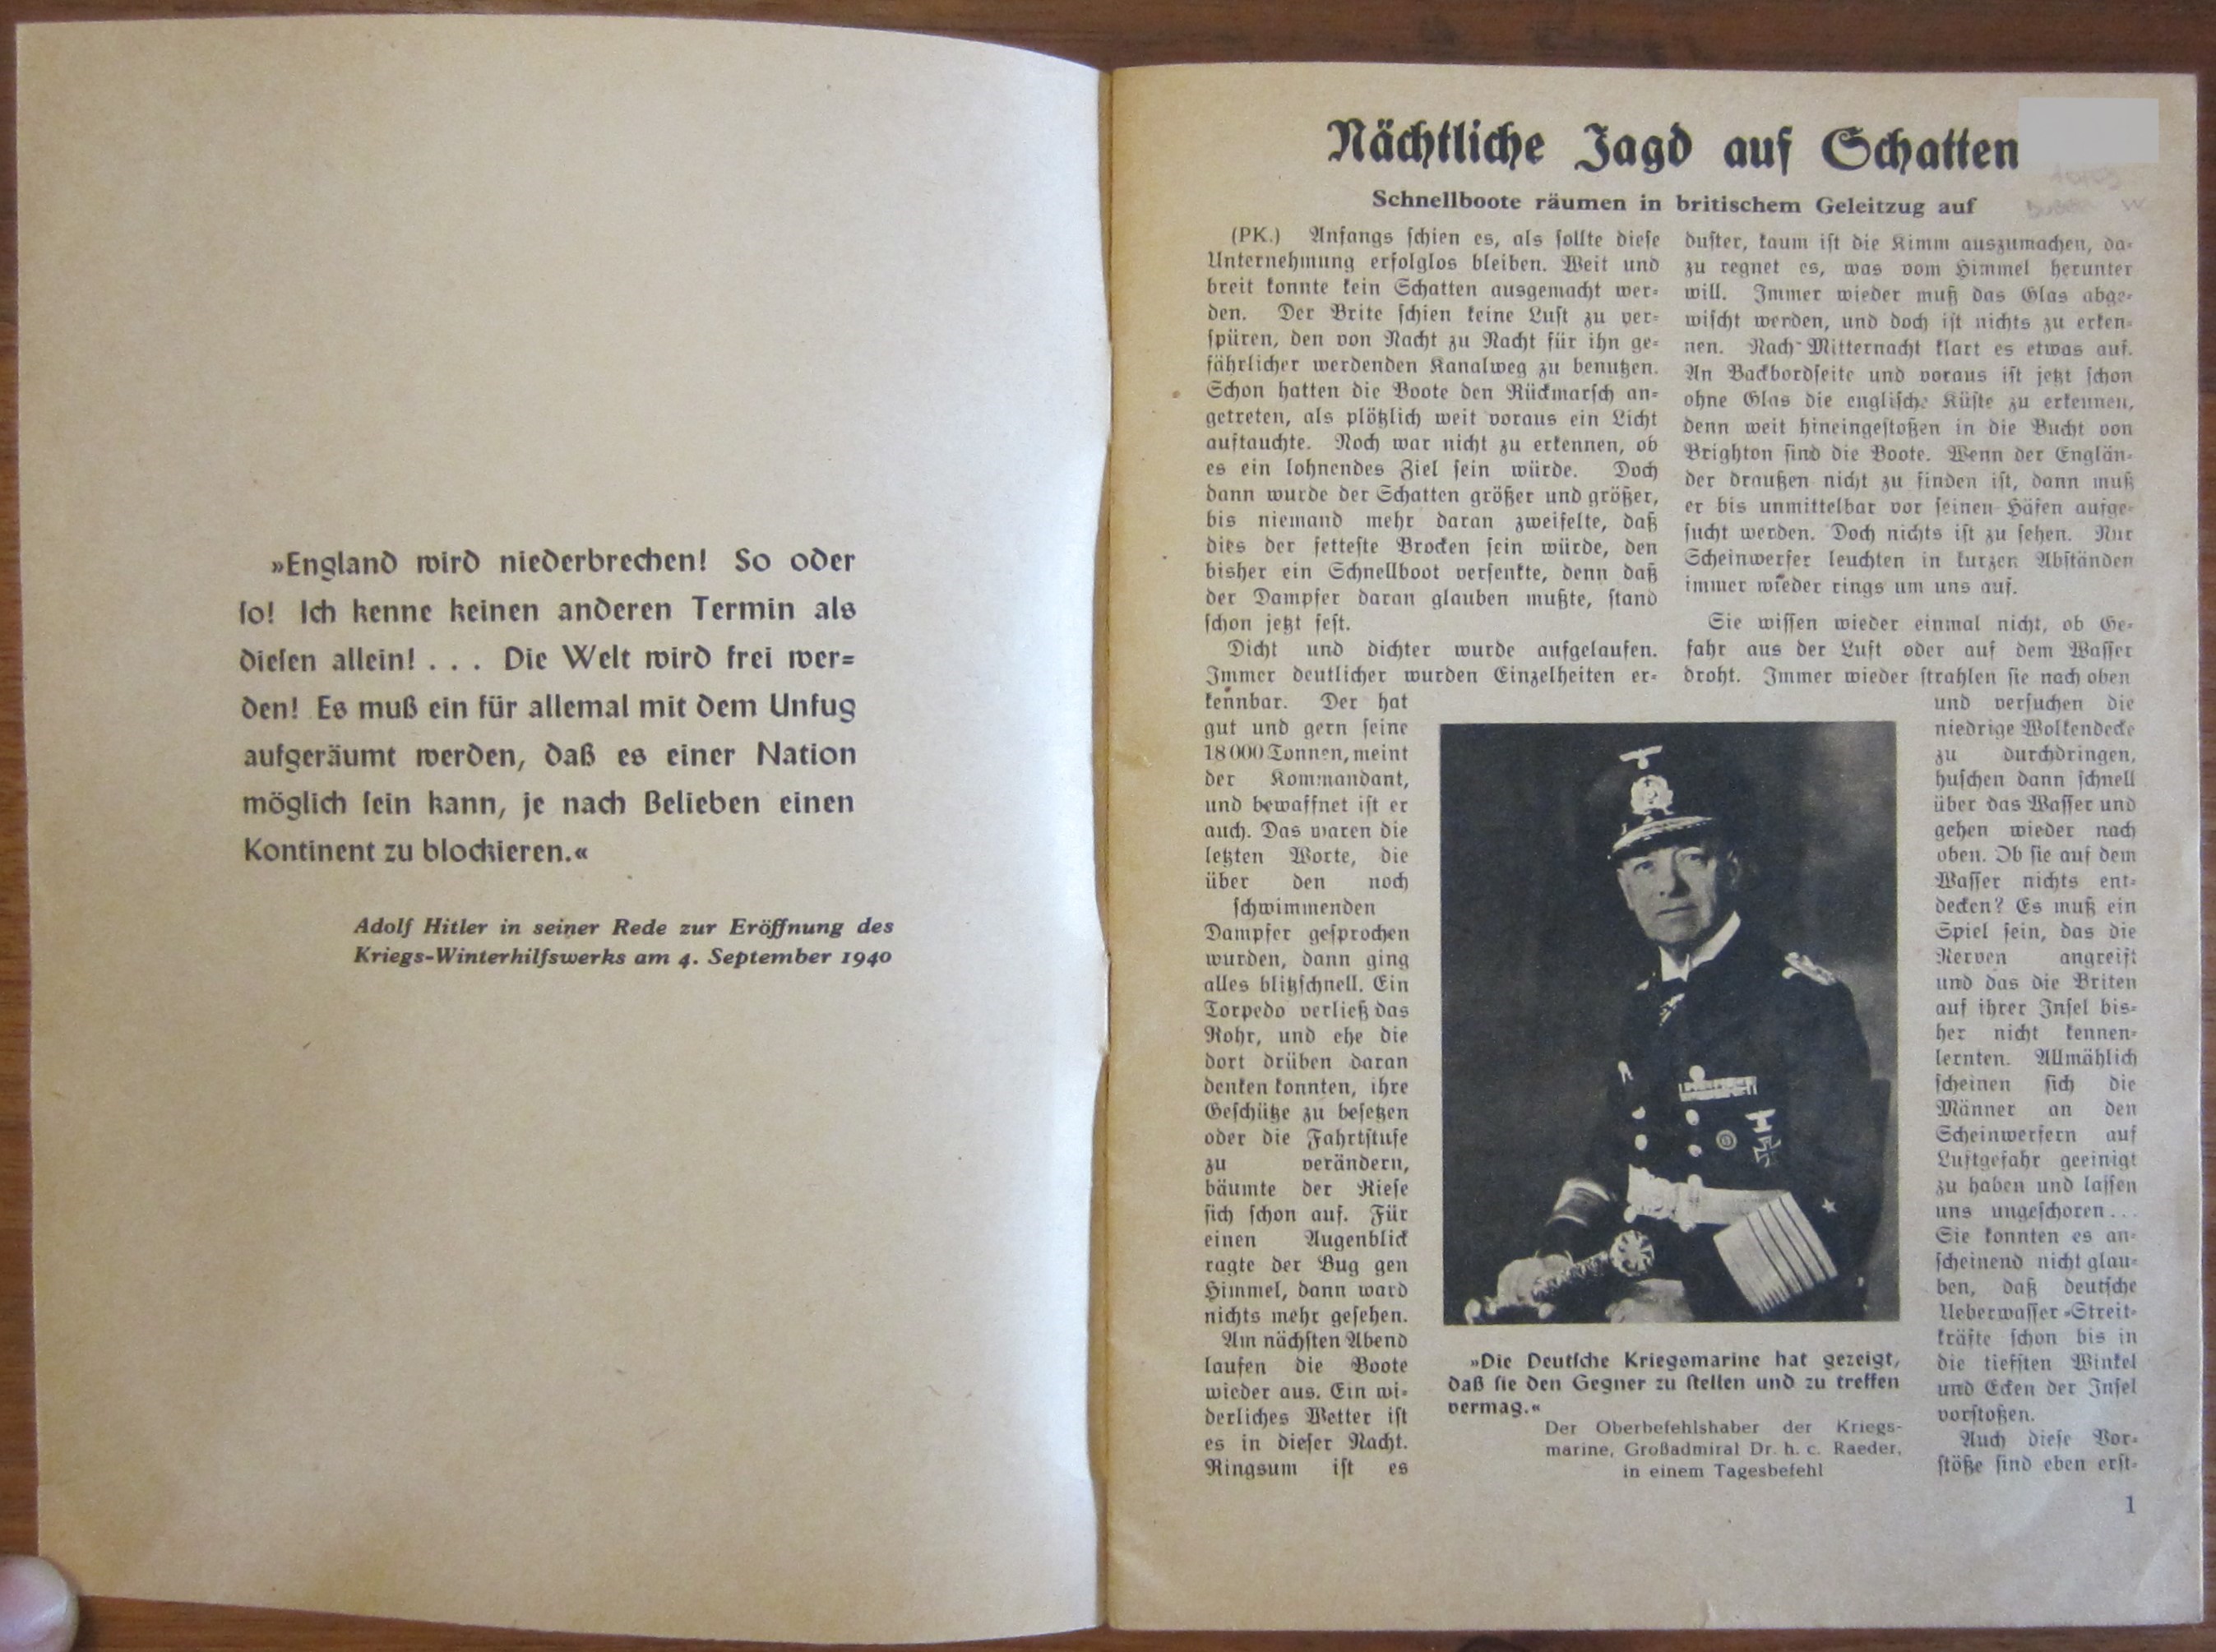 »England wird niederbrechen! So oder
so! Ich kenne keinen anderen Termin als
diesen allein! . . . Die Welt wird frei wer=
den! Es muß ein für allemal mit dem Unfug
aufgeräumt werden, daß es einer Nation
möglich sein kann, je nach Belieben einen
Kontinent zu blockieren.«
Adolf Hitler in seiner Rede zur Eröffnung des
Kriegs-Winterhilfswerks am 4. September 1940
Nächtliche Jagd auf Schatten
Schnellboote räumen in britischem Geleitzug auf
(PK.) Anfangs schien es, als sollte diese
Unternehmung erfolglos bleiben. Weit und
breit konnte kein Schatten ausgemacht wer=
den. Der Brite schien keine Lust zu ver=
spüren, den von Nacht zu Nacht für ihn ge=
fährlicher werdenden Kanalweg zu benutzen.
Schon hatten die Boote den Rückmarsch an=
getreten, als plötzlich weit voraus ein Licht
auftauchte. Noch war nicht zu erkennen, ob
es ein lohnendes Ziel sein würde. Doch
dann wurde der Schatten größer und größer,
bis niemand mehr daran zweifelte, daß
dies der fetteste Brocken sein würde, den
bisher ein Schnellboot versenkte, denn daß
der Dampfer daran glauben mußte, stand
schon jetzt fest.
Dicht und dichter wurde aufgelaufen.
Immer deutlicher wurden Einzelheiten er=
kennbar. Der hat
gut und gern seine
18000 Tonnen, meint
der Kommandant,
und bewaffnet ist er
auch. Das waren die
letzten Worte, die
über den noch
schwimmenden
Dampfer gesprochen
wurden, dann ging
alles blitzschnell. Ein
Torpedo verließ das
Rohr, und ehe die
dort drüben daran
denken konnten, ihre
Geschütze zu besetzen
oder die Fahrtstufe
zu verändern,
bäumte der Riese
sich schon auf. Für
einen Augenblick
ragte der Bug gen
Himmel, dann ward
nichts mehr gesehen.
Am nächsten Abend
laufen die Boote
wieder aus. Ein wi=
derliches Wetter ist
es in dieser Nacht.
Ringsum ist es
duster, kaum ist die Kimm auszumachen, da=
zu regnet es, was vom Himmel herunter
will. Immer wieder muß das Glas abge=
wischt werden, und doch ist nichts zu erken=
nen. Nach Mitternacht klart es etwas auf.
An Backbordseite und voraus ist jetzt schon
ohne Glas die englische Küste zu erkennen,
denn weit hineingestoßen in die Bucht von
Brighton sind die Boote. Wenn der Englän=
der draußen nicht zu finden ist, dann muß
er bis unmittelbar vor seinen Häfen aufge=
sucht werden. Doch nichts ist zu sehen. Nur
Scheinwerfer leuchten in kurzen Abständen
immer wieder rings um uns auf.
Sie wissen wieder einmal nicht, ob Ge=
fahr aus der Luft oder auf dem Wasser
droht. Immer wieder strahlen sie nach oben
und versuchen die
niedrige Wolkendecke
zu durchdringen,
huschen dann schnell
über das Wasser und
gehen wieder nach
oben. Ob sie auf dem
Wasser nichts ent=
decken? Es muß ein
Spiel sein, das die
Nerven angreift
und das die Briten
auf ihrer Insel bis=
her nicht kennen=
lernten. Allmählich
scheinen sich die
Männer an den
Scheinwerfern auf
Luftgefahr geeinigt
zu haben und lassen
uns ungeschoren...
Sie konnten es an=
scheinend nicht glau=
ben, daß deutsche
Ueberwasser=Streit=
kräfte schon bis in
die tiefsten Winkel
und Ecken der Insel
vorstoßen.
Auch diese Vor=
stöße sind eben erst=
»Die Deutsche Kriegsmarine hat gezeigt,
daß sie den Gegner zu stellen und zu treffen
vermag.«
Der Oberbefehlshaber der Kriegs-
marine, Großadmiral Dr. h. c. Raeder,
in einem Tagesbefehl
1